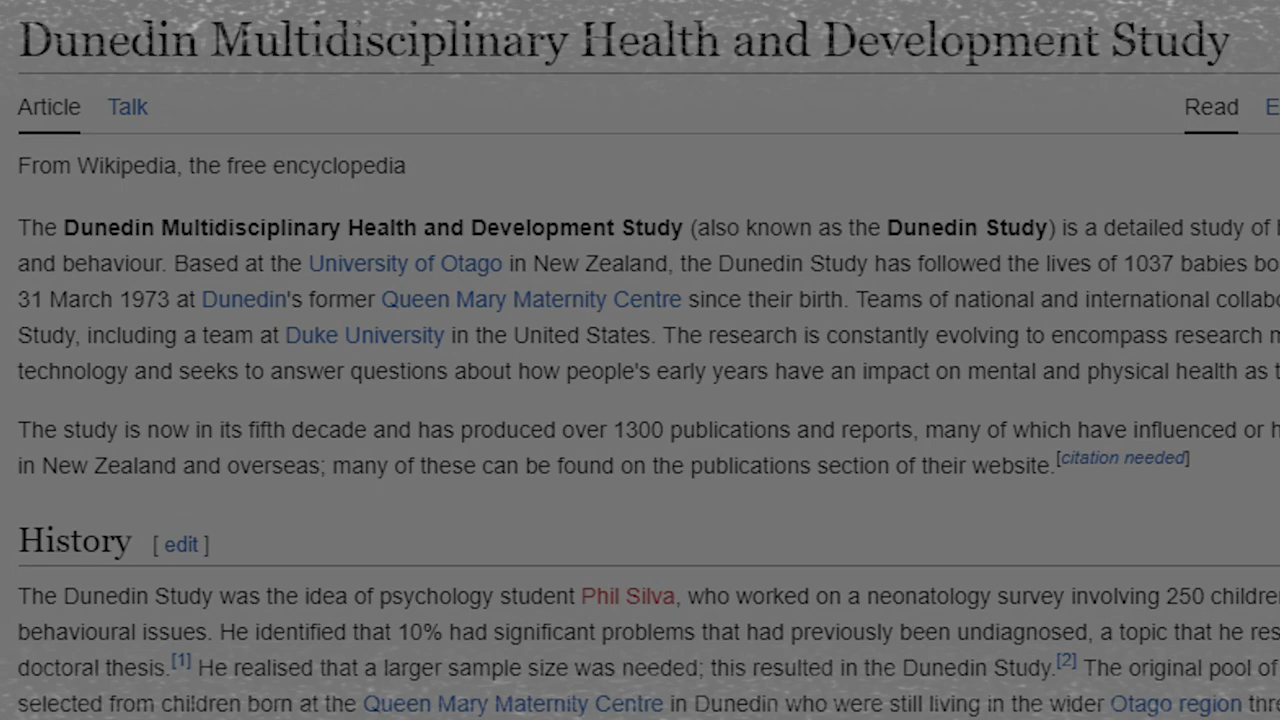 Dunedin Multidisciplinary Health and Development Study
Article Talk Read
From Wikipedia, the free encyclopedia
The Dunedin Multidisciplinary Health and Development Study (also known as the Dunedin Study) is a detailed study of
and behaviour. Based at the University of Otago in New Zealand, the Dunedin Study has followed the lives of 1037 babies
31 March 1973 at Dunedin's former Queen Mary Maternity Centre since their birth. Teams of national and international
Study, including a team at Duke University in the United States. The research is constantly evolving to encompass research
technology and seeks to answer questions about how people's early years have an impact on mental and physical health as
The study is now in its fifth decade and has produced over 1300 publications and reports, many of which have influenced or
in New Zealand and overseas; many of these can be found on the publications section of their website.[citation needed]
History [ edit ]
The Dunedin Study was the idea of psychology student Phil Silva, who worked on a neonatology survey involving 250
behavioural issues. He identified that 10% had significant problems that had previously been undiagnosed, a topic that he
doctoral thesis.[1] He realised that a larger sample size was needed; this resulted in the Dunedin Study.[2] The original pool of
selected from children born at the Queen Mary Maternity Centre in Dunedin who were still living in the wider Otago region